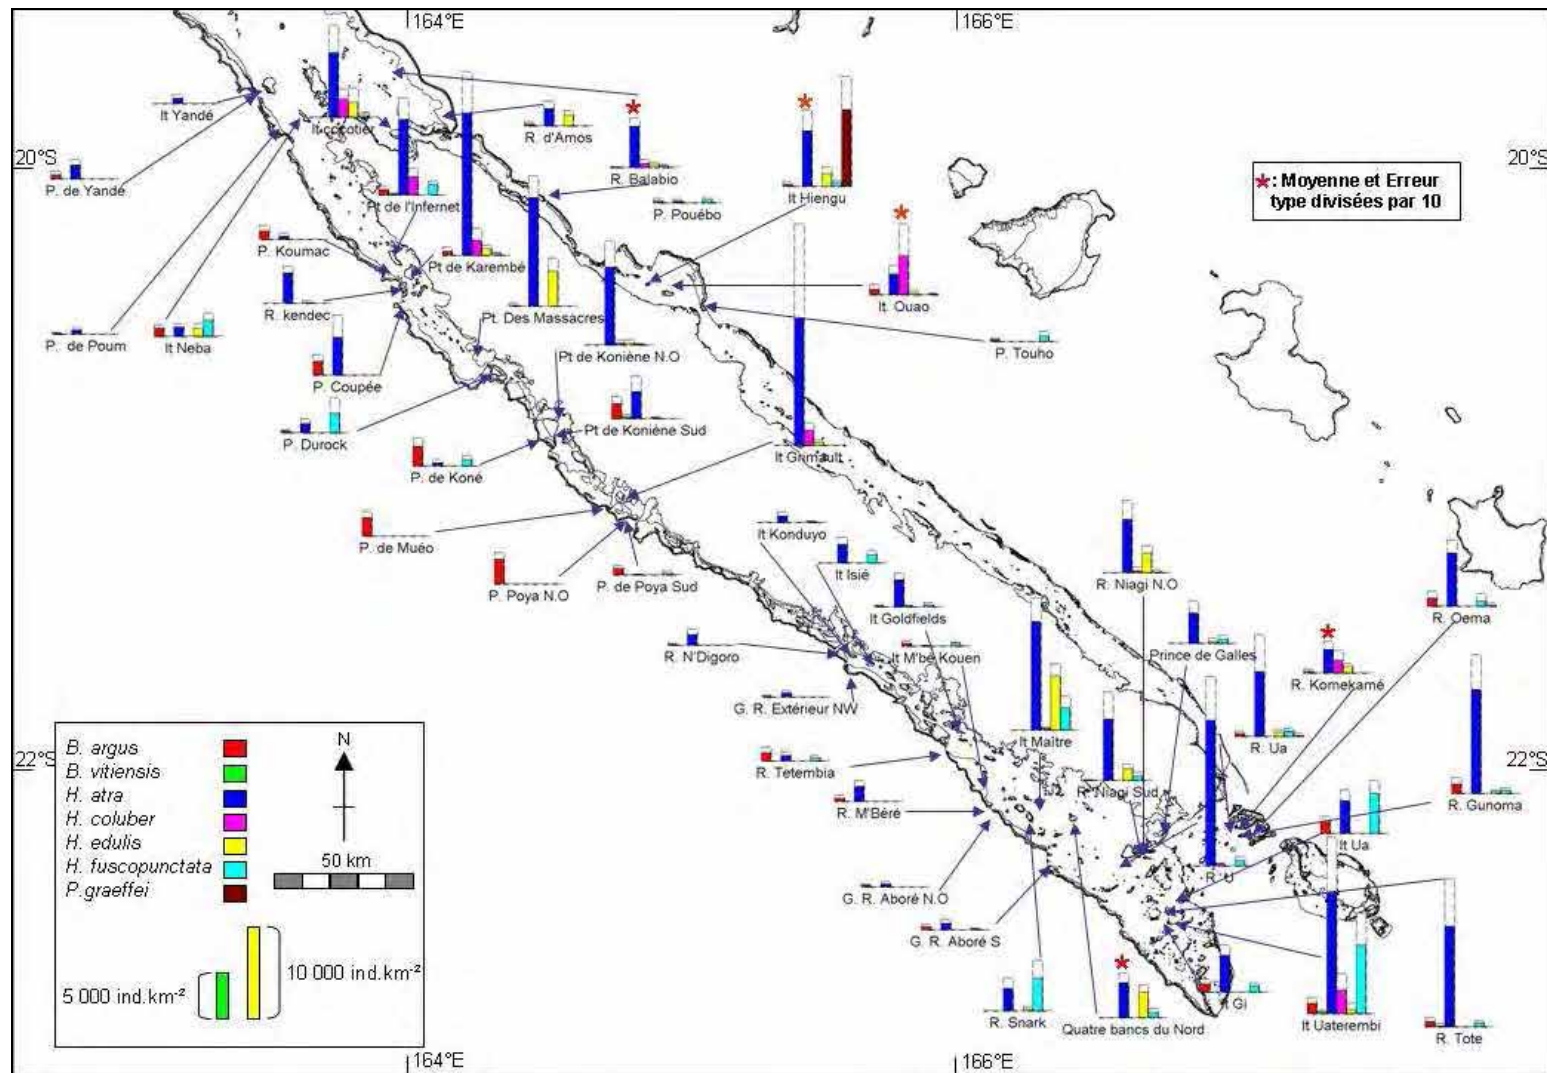 164°E
166°E
It Yandé
It cocotier
R. d'Amos
20°S
20°S
P. de Yandé
R. Balabio
It Hiengu
★: Moyenne et Erreur
type divisées par 10
Pt de l'Infernet
P. Pouébo
P. Koumac
Pt de Karembé
R. kendec
It. Ouao
Pt. Des Massacres
P. de Poum
It Neba
P. Touho
Pt de Koniène N.O
P. Coupée
Pt de Koniène Sud
P. Durock
It Grimault
P. de Koné
It Konduyo
P. de Muéo
It Isié
R. Niagi N.O
P. Poya N.O
P. de Poya Sud
It Goldfields
R. Oema
R. N'Digoro
It M'bé Kouen
Prince de Galles
R. Komekamé
G. R. Extérieur NW
It Maître
R. Ua
22°S
22°S
R. Tetembia
R. Niagi Sud
R. Gunoma
R. M'Béré
It Ua
R. U
G. R. Aboré N.O
G. R. Aboré S
It Gi
R. Snark
Quatre bancs du Nord
It Uaterembi
R. Tote
B. argus
B. vitiensis
H. atra
H. coluber
H. edulis
H. fuscopunctata
P.graeffei
N
50 km
5 000 ind.km-²
10 000 ind.km-²
164°E
166°E